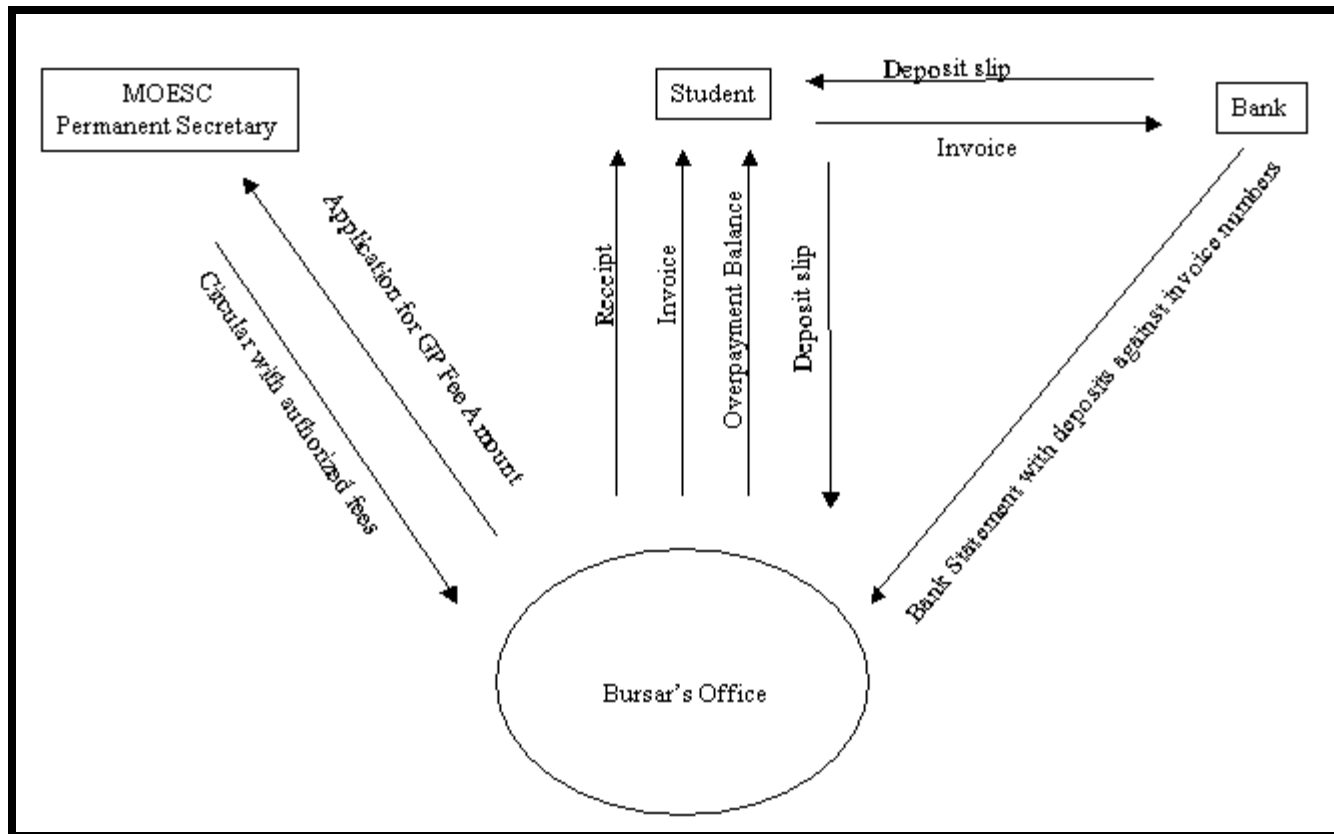 MOESC
Permanent Secretary
Student
Deposit slip
Bank
Invoice
Application for GP Fee Amount
Circular with authorized fees
Receipt
Invoice
Overpayment Balance
Deposit slip
Bank Statement with deposits against invoice numbers
Bursar's Office